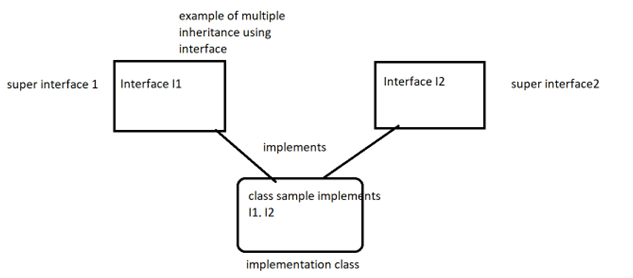 example of multiple
inheritance using
interface
super interface 1
Interface I1
Interface I2
super interface2
implements
class sample implements
I1. I2
implementation class